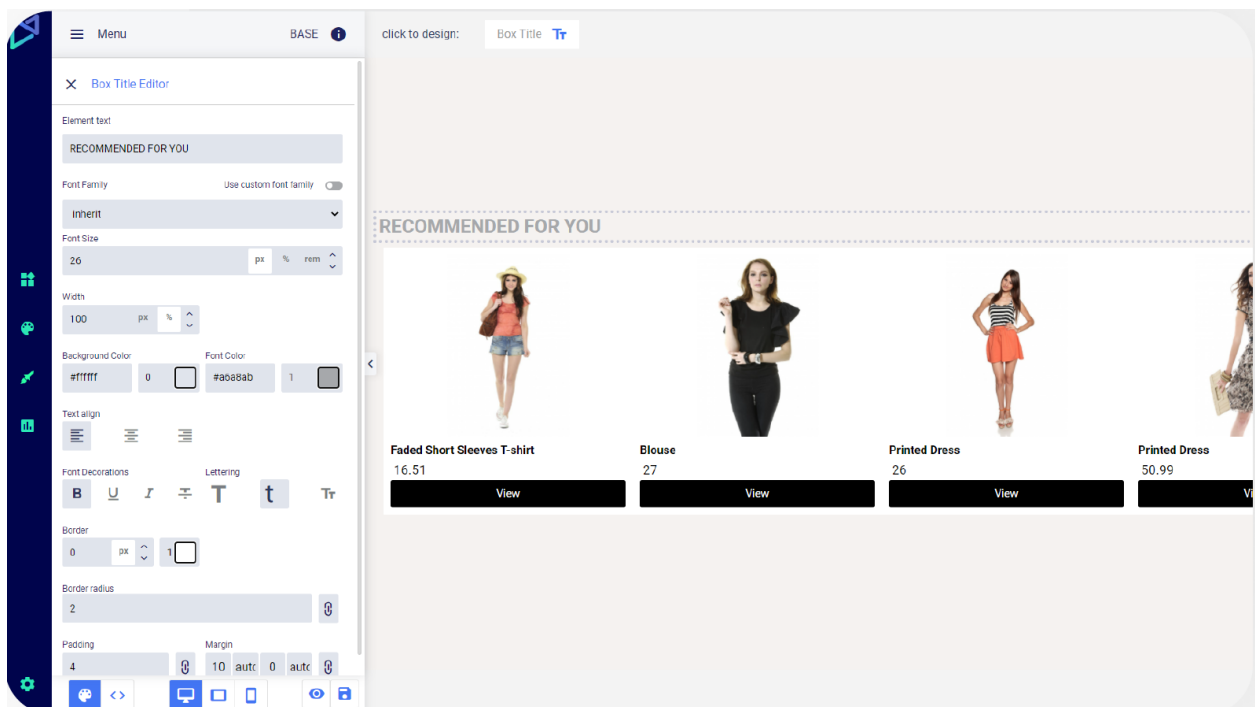 Menu BASE
click to design: Box Title Tт
Box Title Editor
Element text
RECOMMENDED FOR YOU
Font Family Use custom font family
Inherit
Font Size
26 px % rem
Width
100 px %
Background Color Font Color
#ffffff 0 #a6a8ab 1
Text align
Font Decorations Lettering
B U I T T t Tт
Border
0 px 1
Border radius
2
Padding Margin
4 10 auto 0 auto
RECOMMENDED FOR YOU
Faded Short Sleeves T-shirt Blouse Printed Dress Printed Dress
16.51 27 26 50.99
View View View Vi